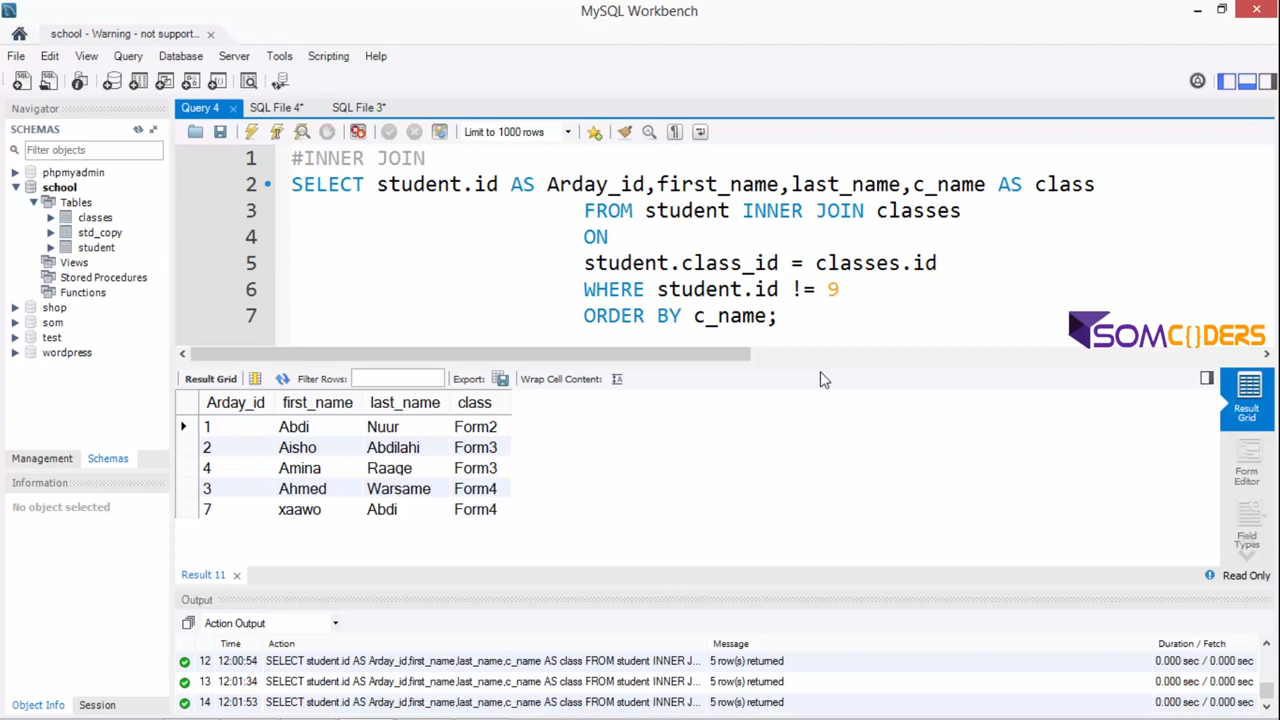 MySQL Workbench
school - Warning - not support...
File Edit View Query Database Server Tools Scripting Help
Navigator
SCHEMAS
Filter objects
phpmyadmin
school
Tables
classes
std_copy
student
Views
Stored Procedures
Functions
shop
som
test
wordpress
Management Schemas
Information
No object selected
Object Info Session
Query 4 SQL File 4* SQL File 3*
Limit to 1000 rows
1 #INNER JOIN
2 SELECT student.id AS Arday_id,first_name,last_name,c_name AS class
3 FROM student INNER JOIN classes
4 ON
5 student.class_id = classes.id
6 WHERE student.id != 9
7 ORDER BY c_name;
SOMC{}DERS
Result Grid Filter Rows: Export: Wrap Cell Content:
Arday_id first_name last_name class
1 Abdi Nuur Form2
2 Aisho Abdilahi Form3
4 Amina Raaqe Form3
3 Ahmed Warsame Form4
7 xaawo Abdi Form4
Result Grid
Form Editor
Field Types
Result 11
Read Only
Output
Action Output
Time Action Message Duration / Fetch
12 12:00:54 SELECT student.id AS Arday_id,first_name,last_name,c_name AS class FROM student INNER J... 5 row(s) returned 0.000 sec / 0.000 sec
13 12:01:34 SELECT student.id AS Arday_id,first_name,last_name,c_name AS class FROM student INNER J... 5 row(s) returned 0.000 sec / 0.000 sec
14 12:01:53 SELECT student.id AS Arday_id,first_name,last_name,c_name AS class FROM student INNER J... 5 row(s) returned 0.000 sec / 0.000 sec